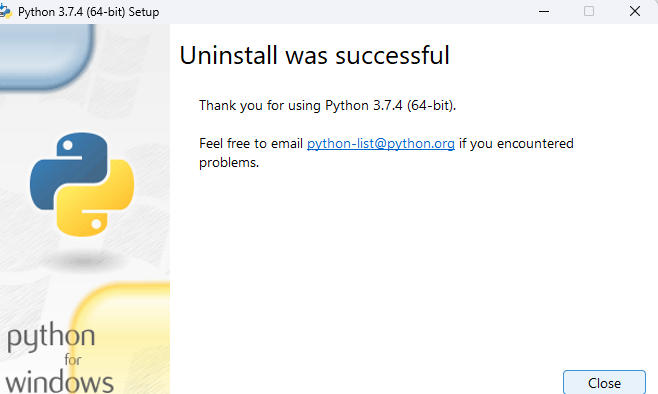 Python 3.7.4 (64-bit) Setup
Uninstall was successful
Thank you for using Python 3.7.4 (64-bit).
Feel free to email python-list@python.org if you encountered
problems.
python
for
windows
Close